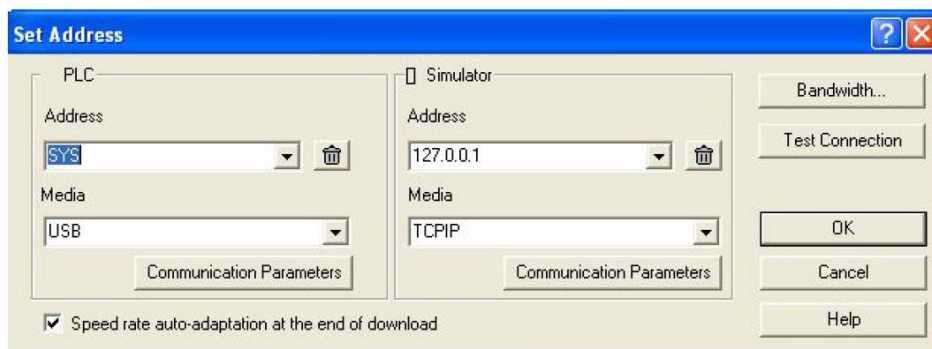 Set Address
PLC
Address
SYS
Media
USB
Communication Parameters
Simulator
Address
127.0.0.1
Media
TCPIP
Communication Parameters
Speed rate auto-adaptation at the end of download
Bandwidth...
Test Connection
OK
Cancel
Help